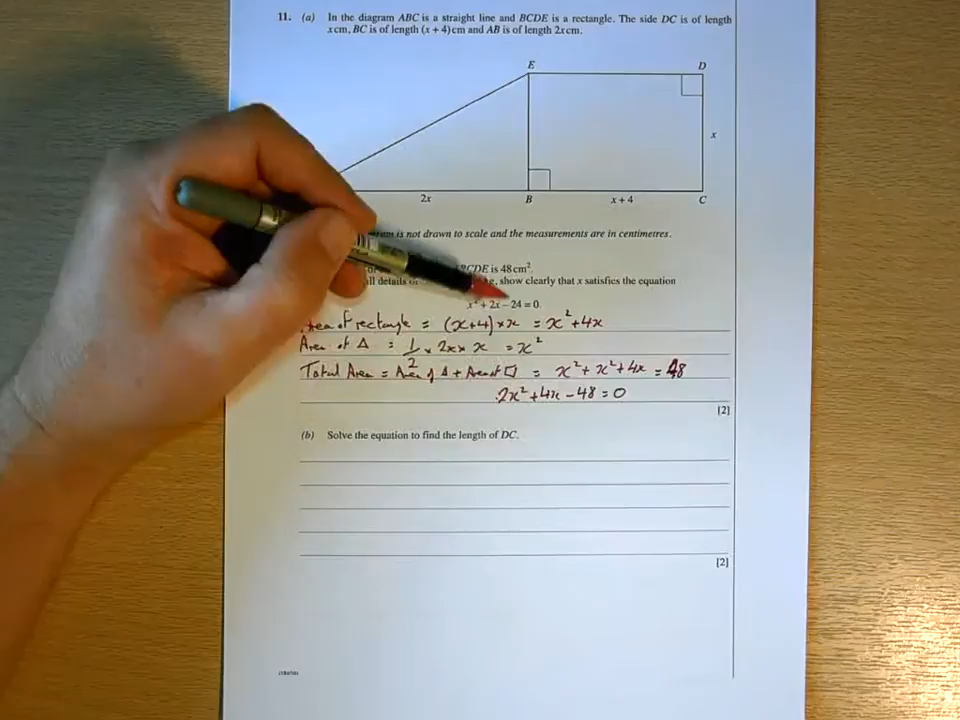 11. (a) In the diagram ABC is a straight line and BCDE is a rectangle. The side DC is of length
x cm, BC is of length (x + 4) cm and AB is of length 2x cm.
E
D
x
2x
B
x + 4
C
is not drawn to scale and the measurements are in centimetres.
BCDE is 48 cm².
show clearly that x satisfies the equation
x² + 2x − 24 = 0.
Area of rectangle = (x+4) × x = x² + 4x
Area of Δ = 1/2 × 2x × x = x²
Total Area = Area of Δ + Area of □ = x² + x² + 4x = 48
2x² + 4x − 48 = 0
[2]
(b) Solve the equation to find the length of DC.
[2]